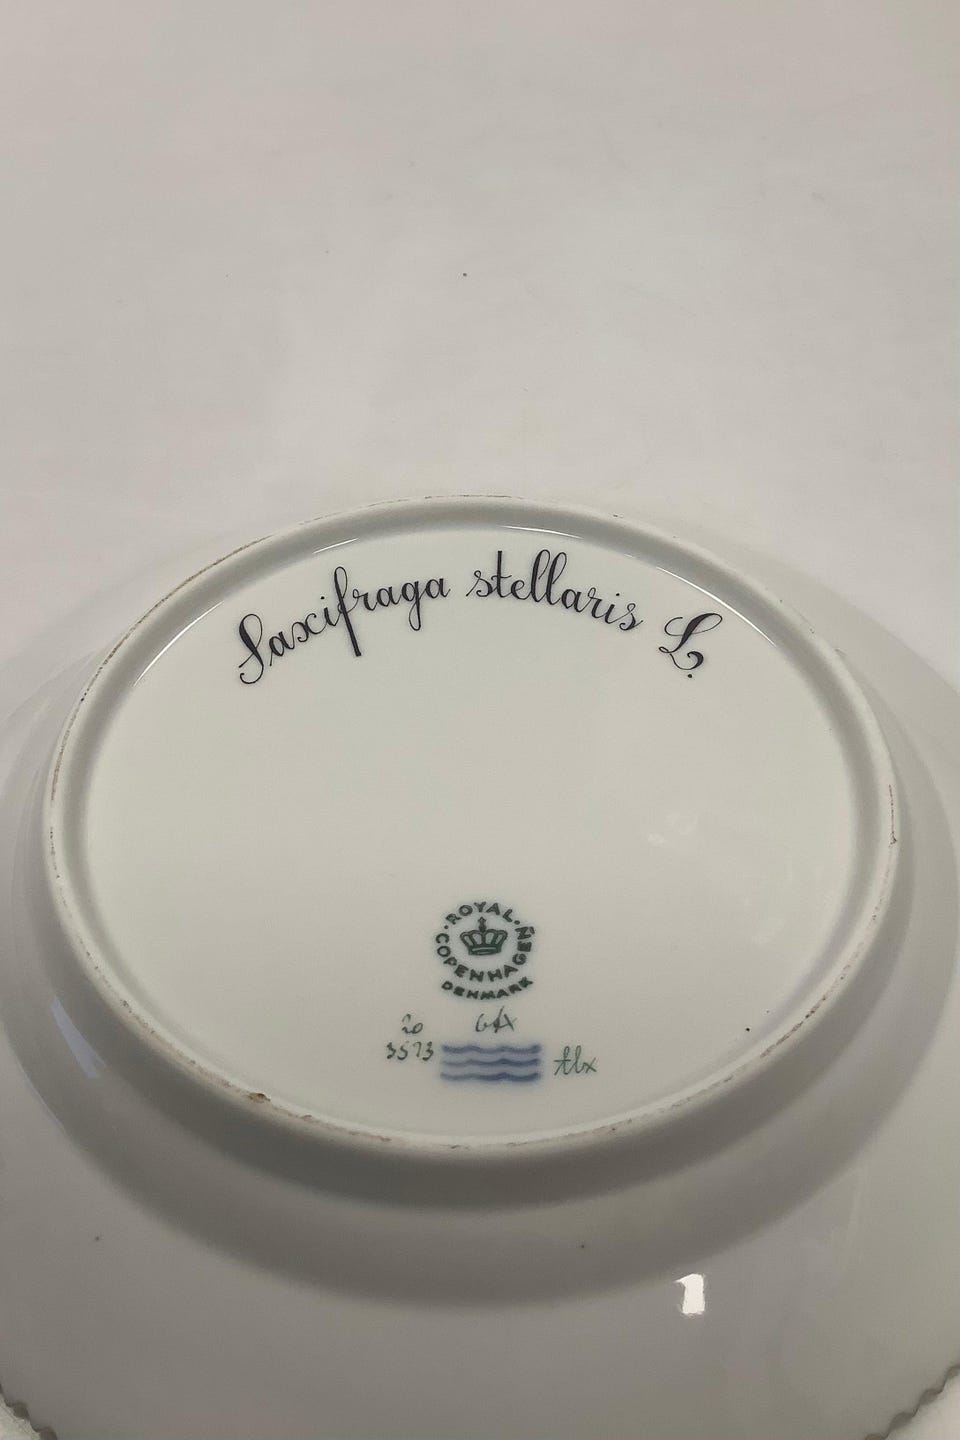 Saxifraga stellaris L.
ROYAL COPENHAGEN
DENMARK
20
3573